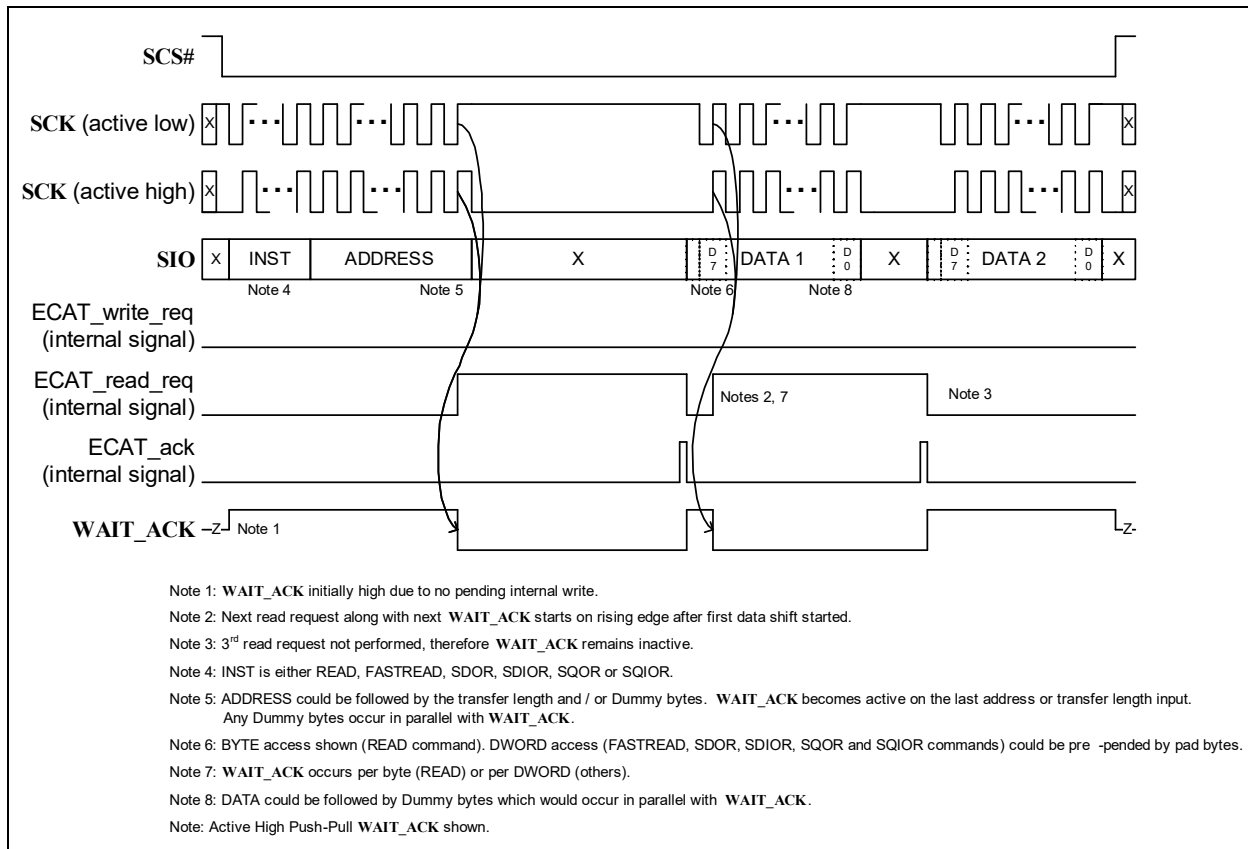 SCS#
SCK (active low)
X
X
SCK (active high)
X
X
SIO
X INST ADDRESS X D7 DATA 1 D0 X D7 DATA 2 D0 X
Note 4 Note 5 Note 6 Note 8
ECAT_write_req
(internal signal)
ECAT_read_req
(internal signal)
Notes 2, 7
Note 3
ECAT_ack
(internal signal)
WAIT_ACK
Z Note 1 Z
Note 1: WAIT_ACK initially high due to no pending internal write.
Note 2: Next read request along with next WAIT_ACK starts on rising edge after first data shift started.
Note 3: 3rd read request not performed, therefore WAIT_ACK remains inactive.
Note 4: INST is either READ, FASTREAD, SDOR, SDIOR, SQOR or SQIOR.
Note 5: ADDRESS could be followed by the transfer length and / or Dummy bytes. WAIT_ACK becomes active on the last address or transfer length input.
Any Dummy bytes occur in parallel with WAIT_ACK.
Note 6: BYTE access shown (READ command). DWORD access (FASTREAD, SDOR, SDIOR, SQOR and SQIOR commands) could be pre -pended by pad bytes.
Note 7: WAIT_ACK occurs per byte (READ) or per DWORD (others).
Note 8: DATA could be followed by Dummy bytes which would occur in parallel with WAIT_ACK.
Note: Active High Push-Pull WAIT_ACK shown.